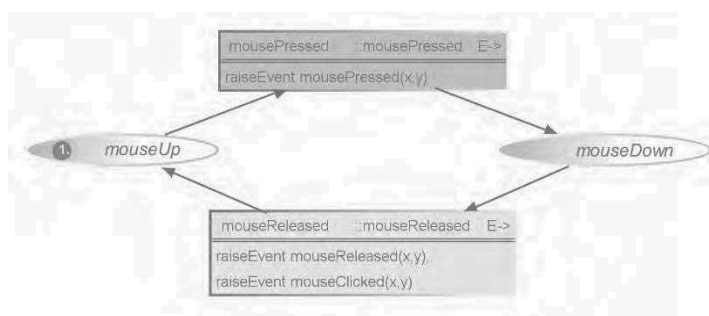 mousePressed ::mousePressed E->
raiseEvent mousePressed(x,y)
1. mouseUp
mouseDown
mouseReleased ::mouseReleased E->
raiseEvent mouseReleased(x,y),
raiseEvent mouseClicked(x,y)